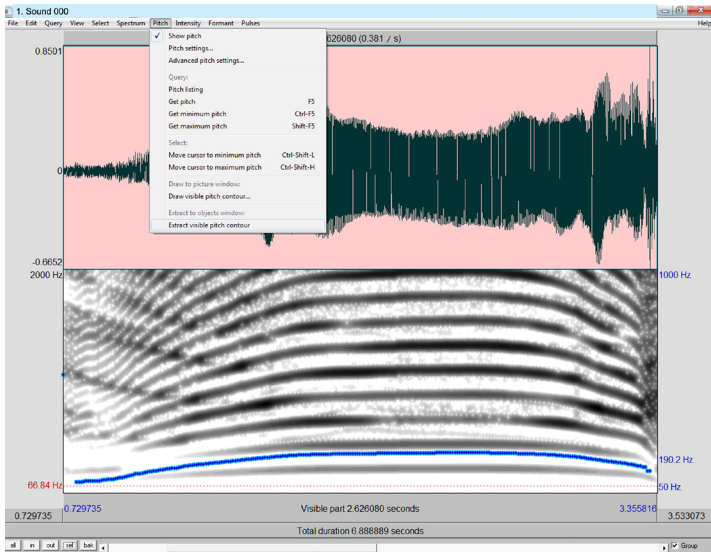 1. Sound 000
File Edit Query View Select Spectrum Pitch Intensity Formant Pulses Help
.626080 (0.381 / s)
Show pitch
Pitch settings...
Advanced pitch settings...
Query:
Pitch listing
Get pitch F5
Get minimum pitch Ctrl-F5
Get maximum pitch Shift-F5
Select:
Move cursor to minimum pitch Ctrl-Shift-L
Move cursor to maximum pitch Ctrl-Shift-H
Draw to picture window:
Draw visible pitch contour...
Extract to objects window:
Extract visible pitch contour
0.8501
0
-0.6652
2000 Hz 1000 Hz
190.2 Hz
66.84 Hz 50 Hz
0.729735 0.729735 Visible part 2.626080 seconds 3.355816 3.533073
Total duration 6.888889 seconds
all in out sel bak Group